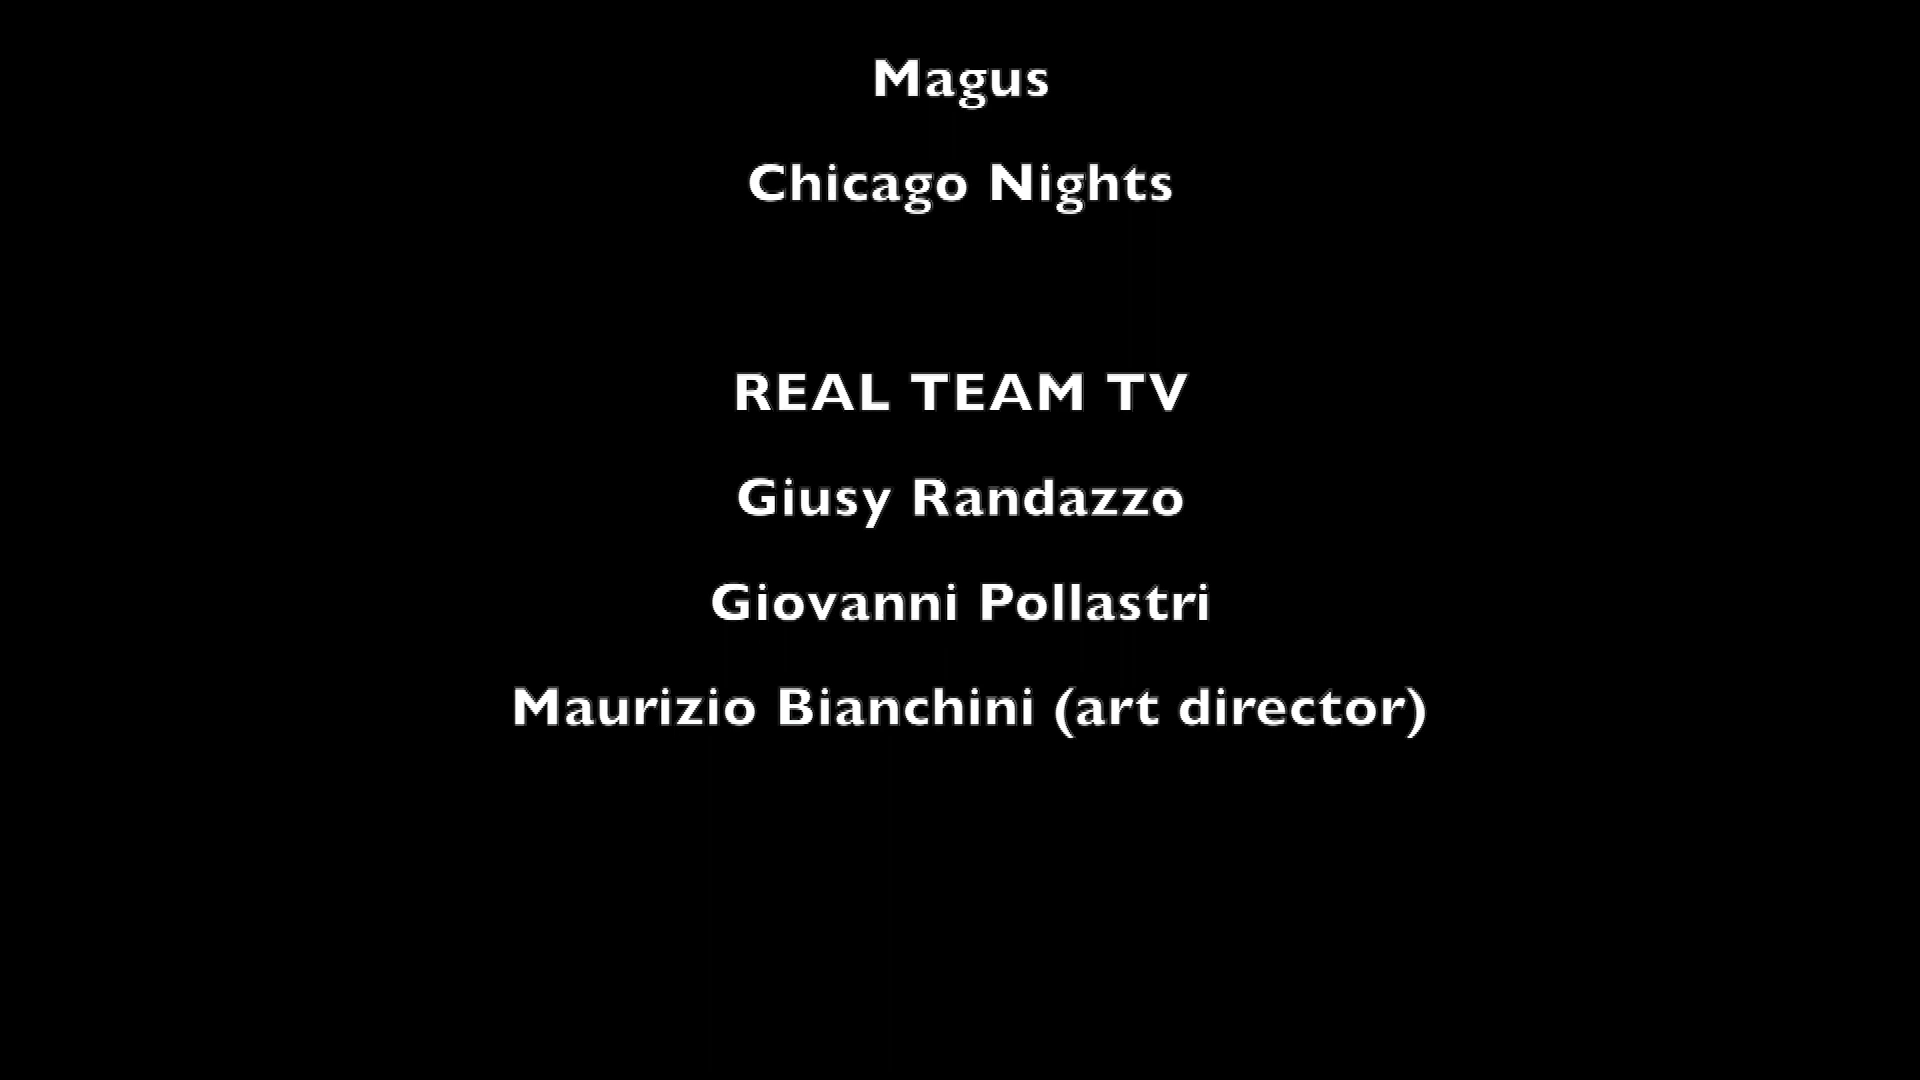 Magus
Chicago Nights
REAL TEAM TV
Giusy Randazzo
Giovanni Pollastri
Maurizio Bianchini (art director)